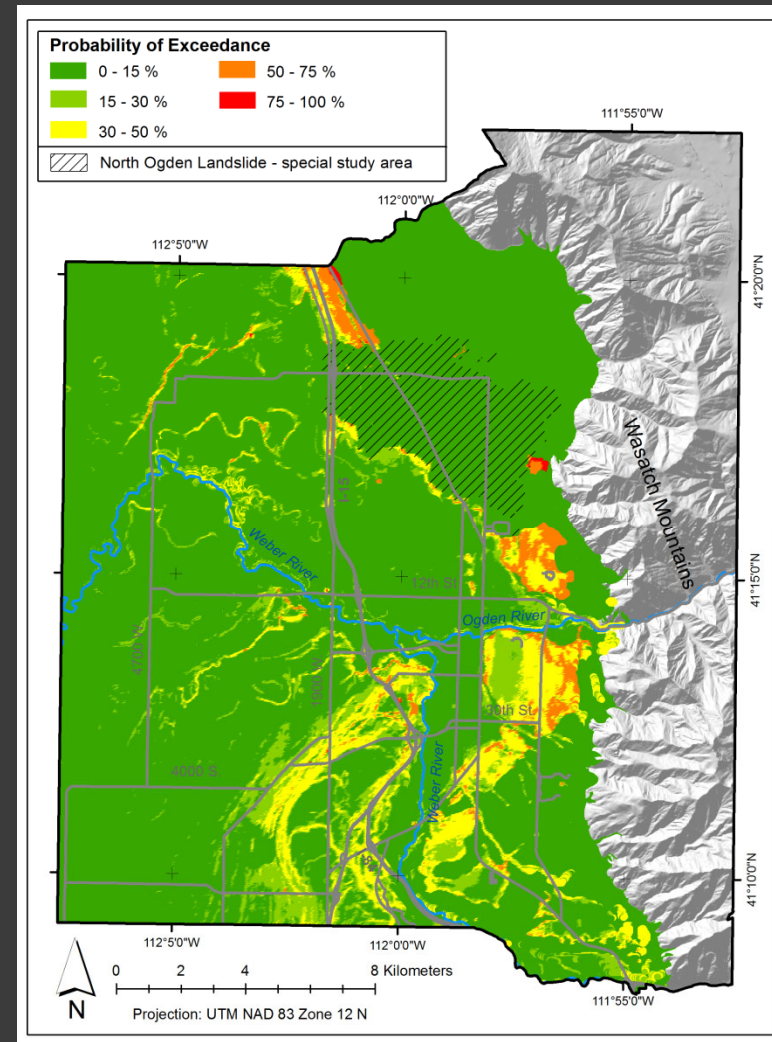 Probability of Exceedance
0 - 15 %
50 - 75 %
15 - 30 %
75 - 100 %
30 - 50 %
North Ogden Landslide - special study area
111°55'0"W
112°0'0"W
112°5'0"W
41°20'0"N
Wasatch Mountains
I-15
Weber River
12th St.
41°15'0"N
Ogden River
1900 W.
30th St.
Weber River
4000 S.
41°10'0"N
112°5'0"W
112°0'0"W
111°55'0"W
0 2 4 8 Kilometers
N
Projection: UTM NAD 83 Zone 12 N